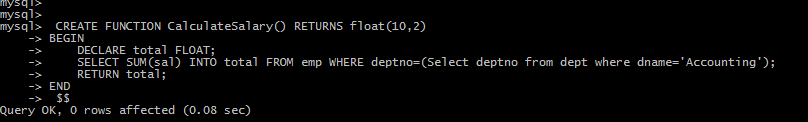 mysql>
mysql>
mysql>  CREATE FUNCTION CalculateSalary() RETURNS float(10,2)
    -> BEGIN
    ->     DECLARE total FLOAT;
    ->     SELECT SUM(sal) INTO total FROM emp WHERE deptno=(Select deptno from dept where dname='Accounting');
    ->     RETURN total;
    -> END
    ->  $$
Query OK, 0 rows affected (0.08 sec)